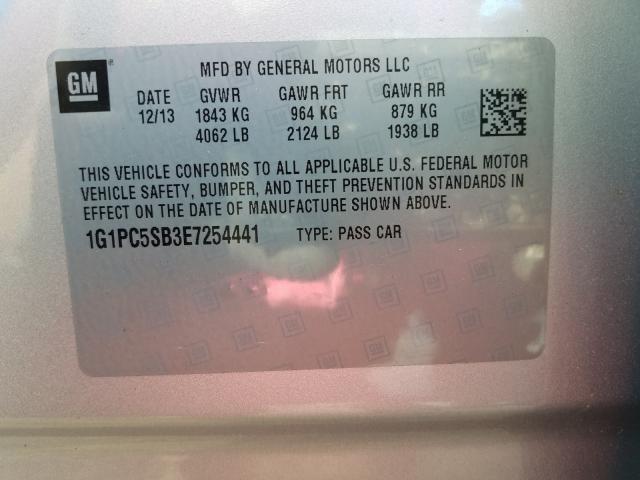 GM ® MFD BY GENERAL MOTORS LLC
DATE GVWR GAWR FRT GAWR RR
12/13 1843 KG 964 KG 879 KG
4062 LB 2124 LB 1938 LB
THIS VEHICLE CONFORMS TO ALL APPLICABLE U.S. FEDERAL MOTOR
VEHICLE SAFETY, BUMPER, AND THEFT PREVENTION STANDARDS IN
EFFECT ON THE DATE OF MANUFACTURE SHOWN ABOVE.
1G1PC5SB3E7254441 TYPE: PASS CAR